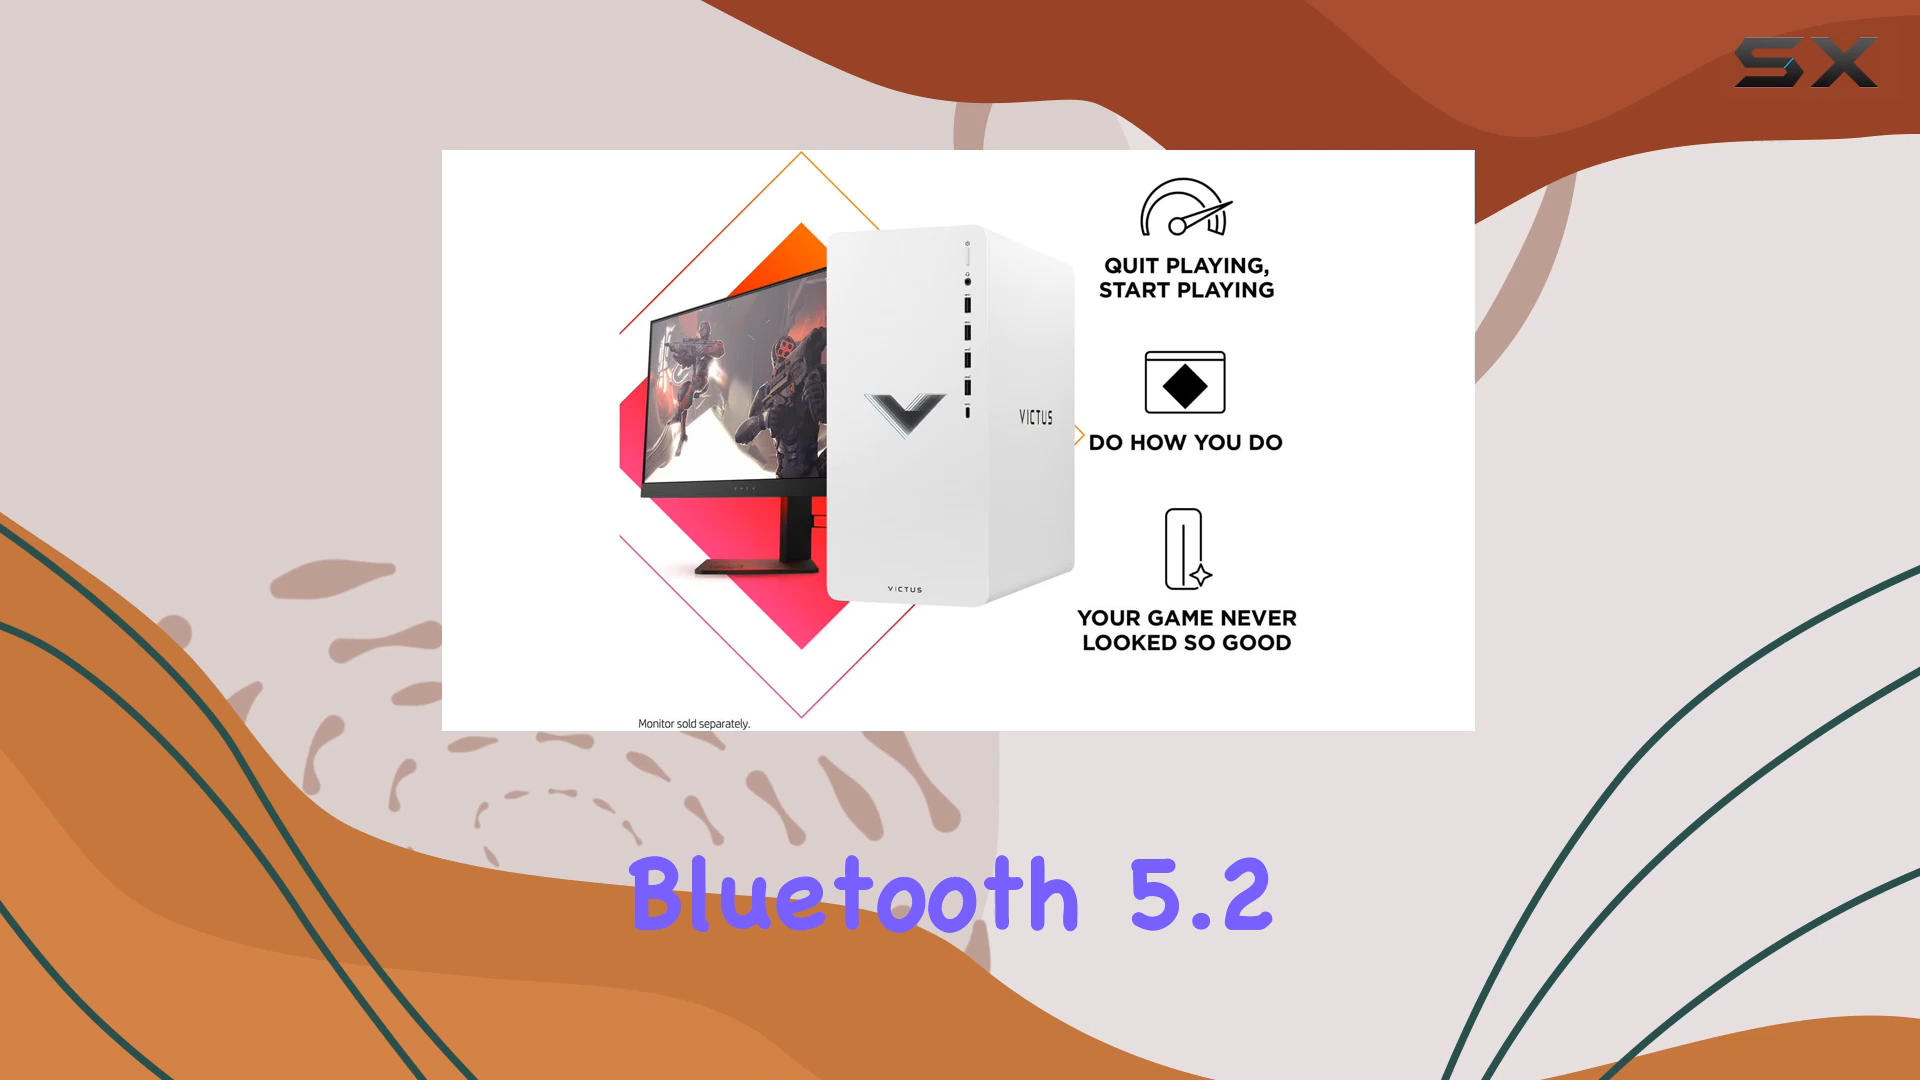 SX
QUIT PLAYING,
START PLAYING
DO HOW YOU DO
VICTUS
VICTUS
YOUR GAME NEVER
LOOKED SO GOOD
Monitor sold separately.
Bluetooth 5.2